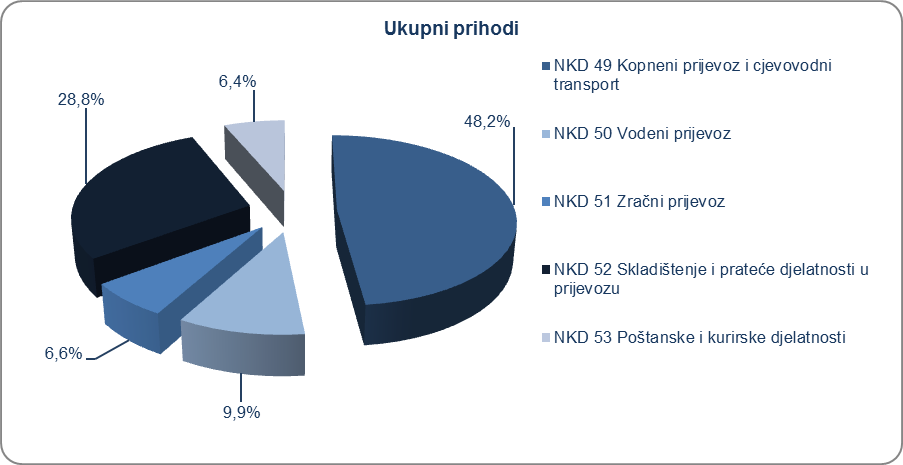 Ukupni prihodi
6,4%
28,8%
48,2%
6,6%
9,9%
NKD 49 Kopneni prijevoz i cjevovodni
transport
NKD 50 Vodeni prijevoz
NKD 51 Zračni prijevoz
NKD 52 Skladištenje i prateće djelatnosti u
prijevozu
NKD 53 Poštanske i kurirske djelatnosti